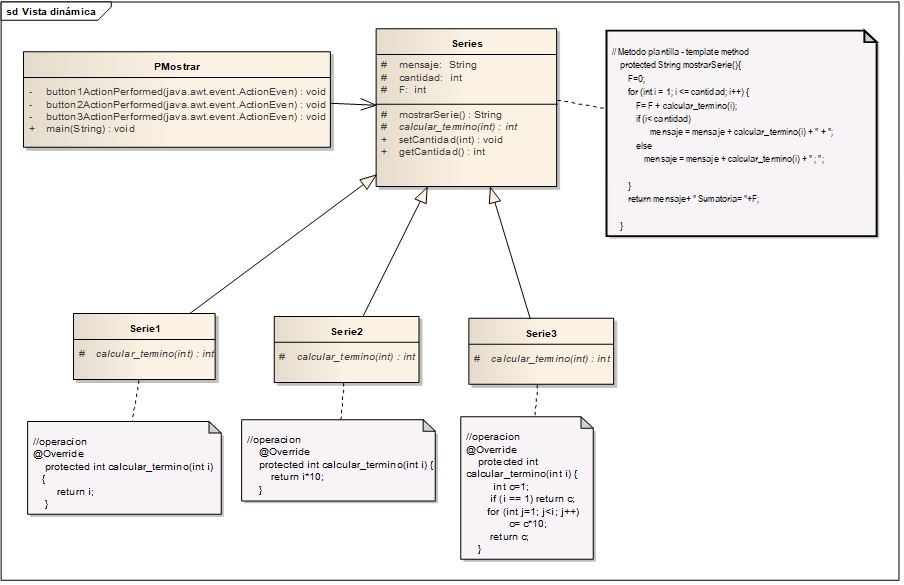 sd Vista dinámica
PMostrar
- button1ActionPerformed(java.awt.event.ActionEven) : void
- button2ActionPerformed(java.awt.event.ActionEven) : void
- button3ActionPerformed(java.awt.event.ActionEven) : void
+ main(String) : void
Series
# mensaje: String
# cantidad: int
# F: int
# mostrarSerie() : String
# calcular_termino(int) : int
+ setCantidad(int) : void
+ getCantidad() : int
// Metodo plantilla - template method
protected String mostrarSerie(){
F=0;
for (int i = 1; i <= cantidad; i++) {
F= F + calcular_termino(i);
if (i< cantidad)
mensaje = mensaje + calcular_termino(i) + " + ";
else
mensaje = mensaje + calcular_termino(i) + " ; ";
}
return mensaje+ " Sumatoria= "+F;
}
Serie1
# calcular_termino(int) : int
Serie2
# calcular_termino(int) : int
Serie3
# calcular_termino(int) : int
//operacion
@Override
protected int calcular_termino(int i)
{
return i;
}
//operacion
@Override
protected int calcular_termino(int i) {
return i*10;
}
//operacion
@Override
protected int
calcular_termino(int i) {
int c=1;
if (i == 1) return c;
for (int j=1; j<i; j++)
c= c*10;
return c;
}